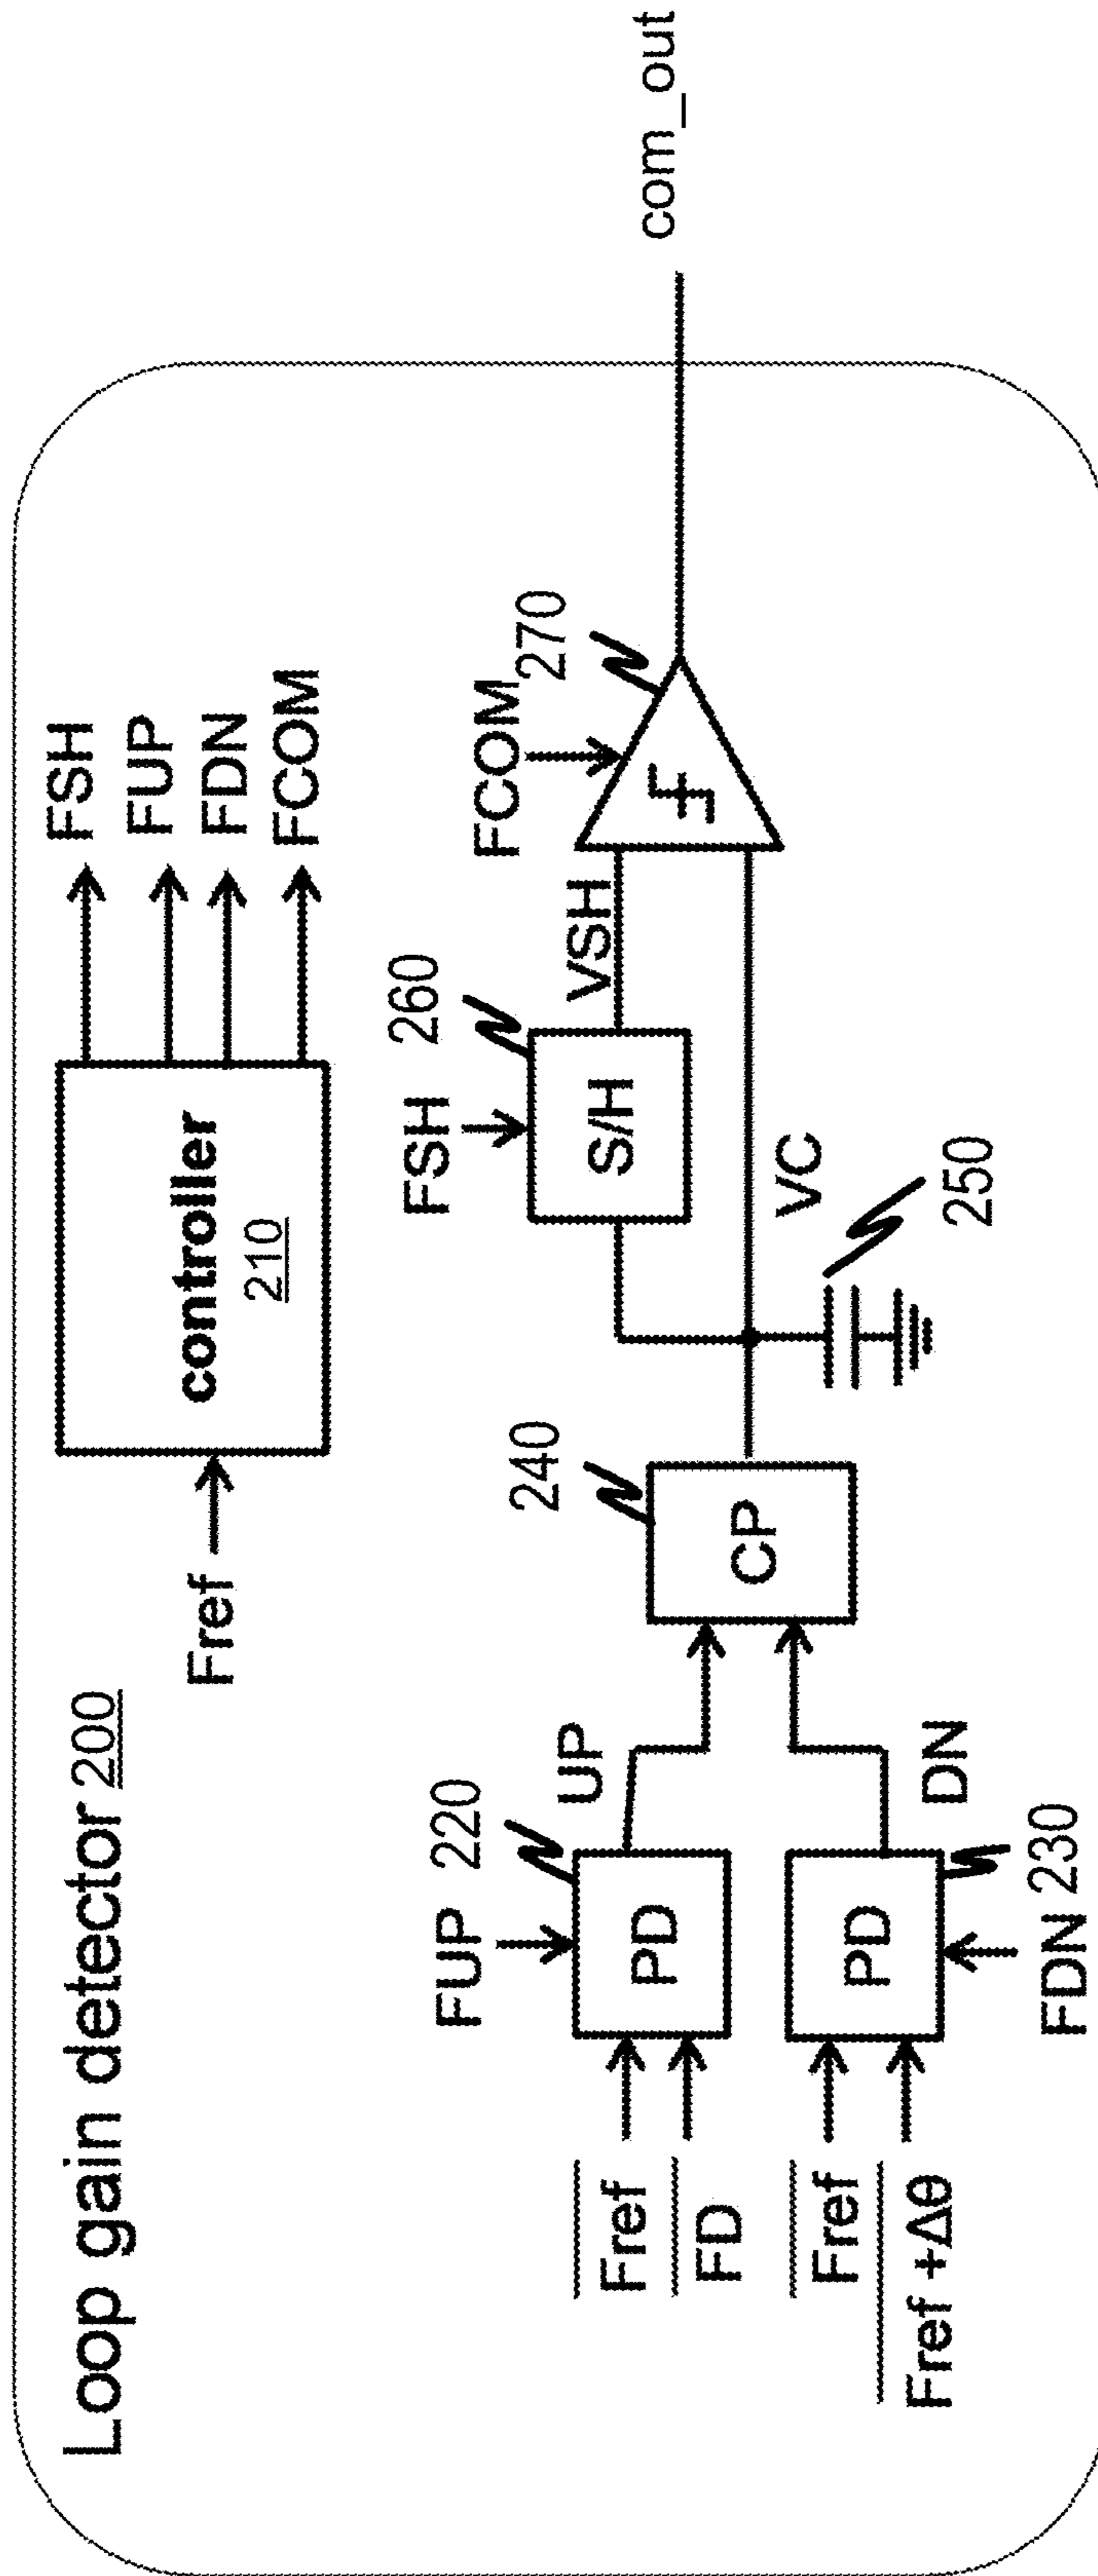 Loop gain detector 200
Fref
controller
210
FSH
FUP
FDN
FCOM
FUP
220
Fref
FD
PD
UP
Fref
Fref +Δθ
PD
FDN
230
DN
240
CP
FSH
260
S/H
VSH
VC
250
FCOM
270
com_out